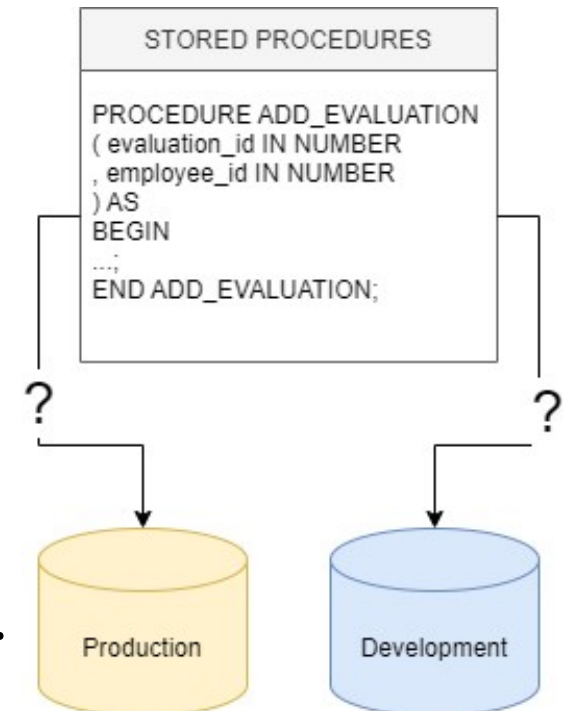 STORED PROCEDURES
PROCEDURE ADD_EVALUATION
( evaluation_id IN NUMBER
, employee_id IN NUMBER
) AS
BEGIN
...;
END ADD_EVALUATION;
?
?
Production
Development